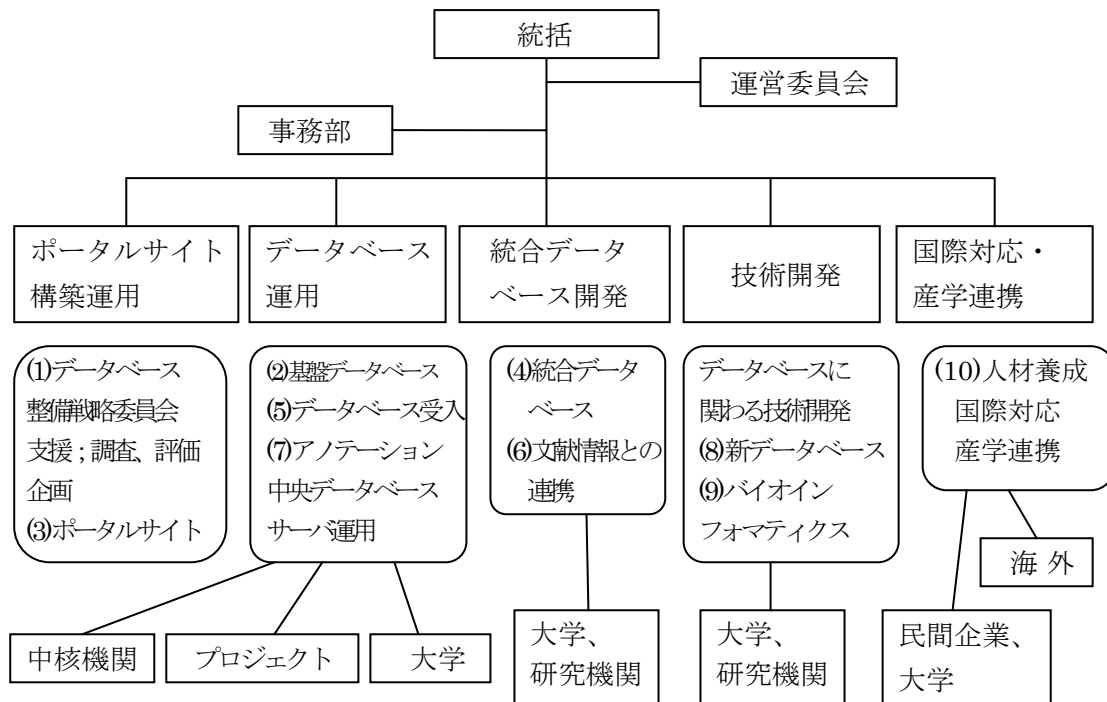 統括
運営委員会
事務部
ポータルサイト
構築運用
データベース
運用
統合データ
ベース開発
技術開発
国際対応・
産学連携
(1)データベース
整備戦略委員会
支援；調査、評価
企画
(3)ポータルサイト
(2)基盤データベース
(5)データベース受入
(7)アノテーション
中央データベース
サーバ運用
(4)統合データ
ベース
(6)文献情報との
連携
データベースに
関わる技術開発
(8)新データベース
(9)バイオイン
フォマティクス
(10)人材養成
国際対応
産学連携
海 外
中核機関
プロジェクト
大学
大学、
研究機関
大学、
研究機関
民間企業、
大学